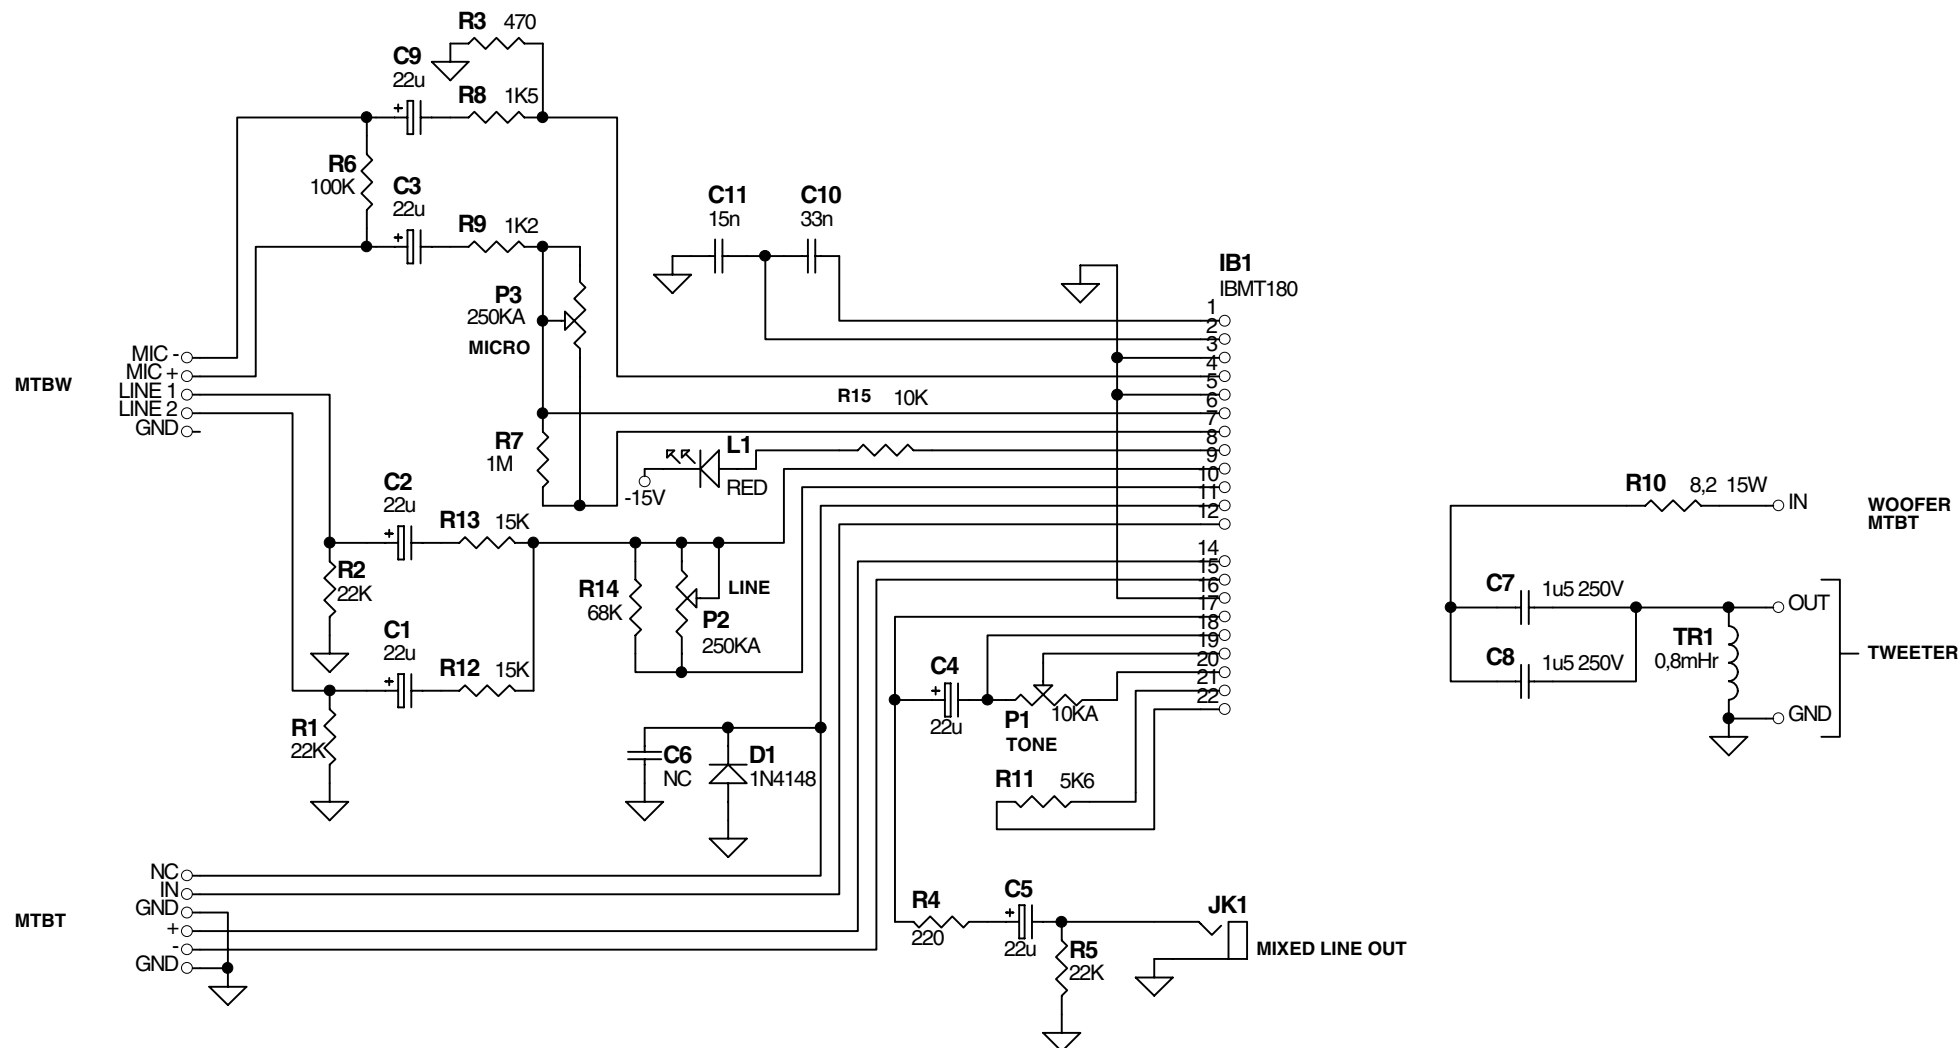 R3 470
C9
22u
R8 1K5
R6
100K
C3
22u
R9 1K2
C11
15n
C10
33n
P3
250KA
MICRO
IB1
IBMT180
1
2
3
4
5
6
7
8
9
10
11
12
14
15
16
17
18
19
20
21
22
MTBW
MIC -
MIC +
LINE 1
LINE 2
GND -
R15 10K
R7
1M
L1
RED
-15V
C2
22u
R13 15K
R2
22K
R14
68K
LINE
P2
250KA
C1
22u
R12 15K
R1
22K
C6
NC
D1
1N4148
C4
+
22u
P1
10KA
TONE
R11 5K6
R10 8,2 15W
IN
WOOFER
MTBT
C7 1u5 250V
OUT
TR1
0,8mHr
C8 1u5 250V
TWEETER
GND
MTBT
NC
IN
GND
+
-
GND
R4
220
C5
+
22u
R5
22K
JK1
MIXED LINE OUT
+
+
+
+